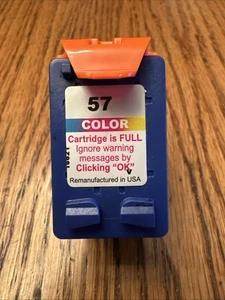 57
COLOR
Cartridge is FULL
Ignore warning
messages by
Clicking "OK"
Remanufactured in USA